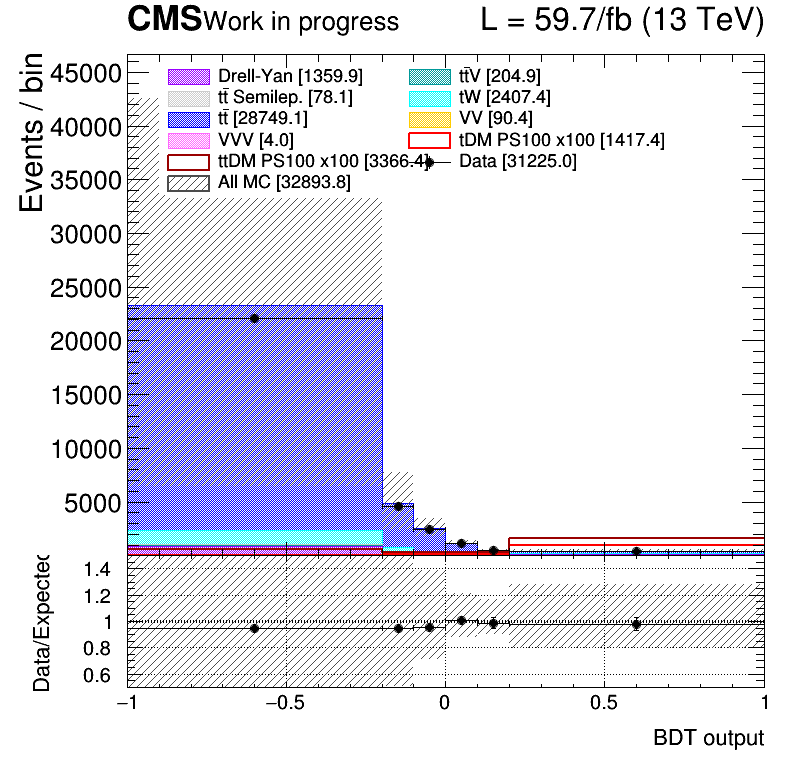 CMS Work in progress L = 59.7/fb (13 TeV)
Events / bin
45000
40000
35000
30000
25000
20000
15000
10000
5000
Drell-Yan [1359.9] tt̄V [204.9]
tt̄ Semilep. [78.1] tW [2407.4]
tt̄ [28749.1] VV [90.4]
VVV [4.0] tDM PS100 x100 [1417.4]
ttDM PS100 x100 [3366.4] Data [31225.0]
All MC [32893.8]
Data/Expected
1.4
1.2
1
0.8
0.6
−1 −0.5 0 0.5 1
BDT output